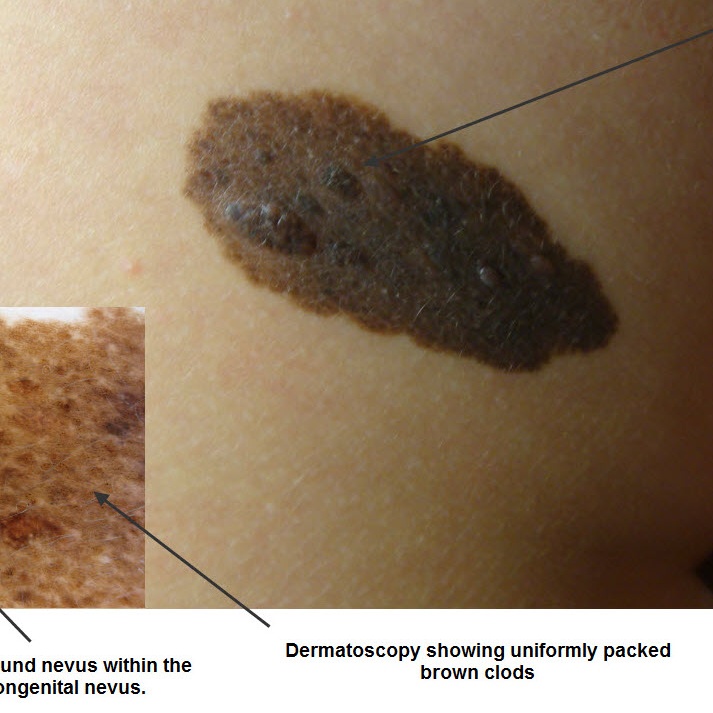 und nevus within the
ongenital nevus.
Dermatoscopy showing uniformly packed
brown clods